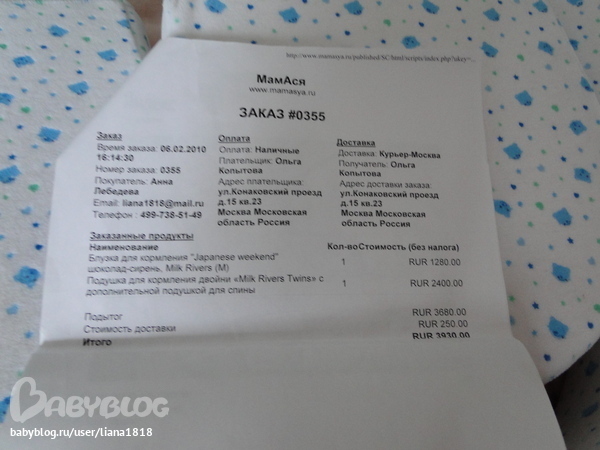 http://www.mamasya.ru/published/SC/html/scripts/index.php?ukey=...
МамАся
www.mamasya.ru
ЗАКАЗ #0355
Заказ
Время заказа: 06.02.2010
16:14:30
Номер заказа: 0355
Покупатель: Анна
Лебедева
Email: liana1818@mail.ru
Телефон : 499-738-51-49
Оплата
Оплата: Наличные
Плательщик: Ольга
Копытова
Адрес плательщика:
ул.Конаковский проезд
д.15 кв.23
Москва Московская
область Россия
Доставка
Доставка: Курьер-Москва
Получатель: Ольга
Копытова
Адрес доставки заказа:
ул.Конаковский проезд
д.15 кв.23
Москва Московская
область Россия
Заказанные продукты
Наименование Кол-во Стоимость (без налога)
Блузка для кормления "Japanese weekend"
шоколад-сирень, Milk Rivers (M) 1 RUR 1280.00
Подушка для кормления двойни «Milk Rivers Twins» с
дополнительной подушкой для спины 1 RUR 2400.00
Подытог RUR 3680.00
Стоимость доставки RUR 250.00
Итого RUR 3930.00
BABYBLOG
babyblog.ru/user/liana1818